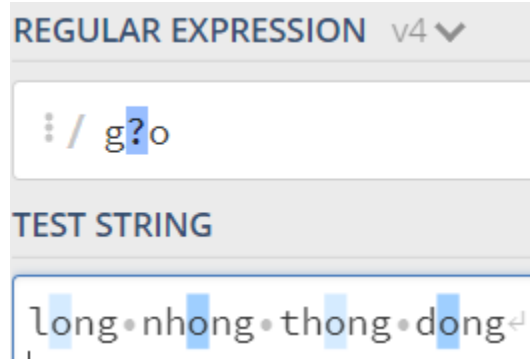 REGULAR EXPRESSION v4
/ g?o
TEST STRING
long·nhong·thong·dong↵